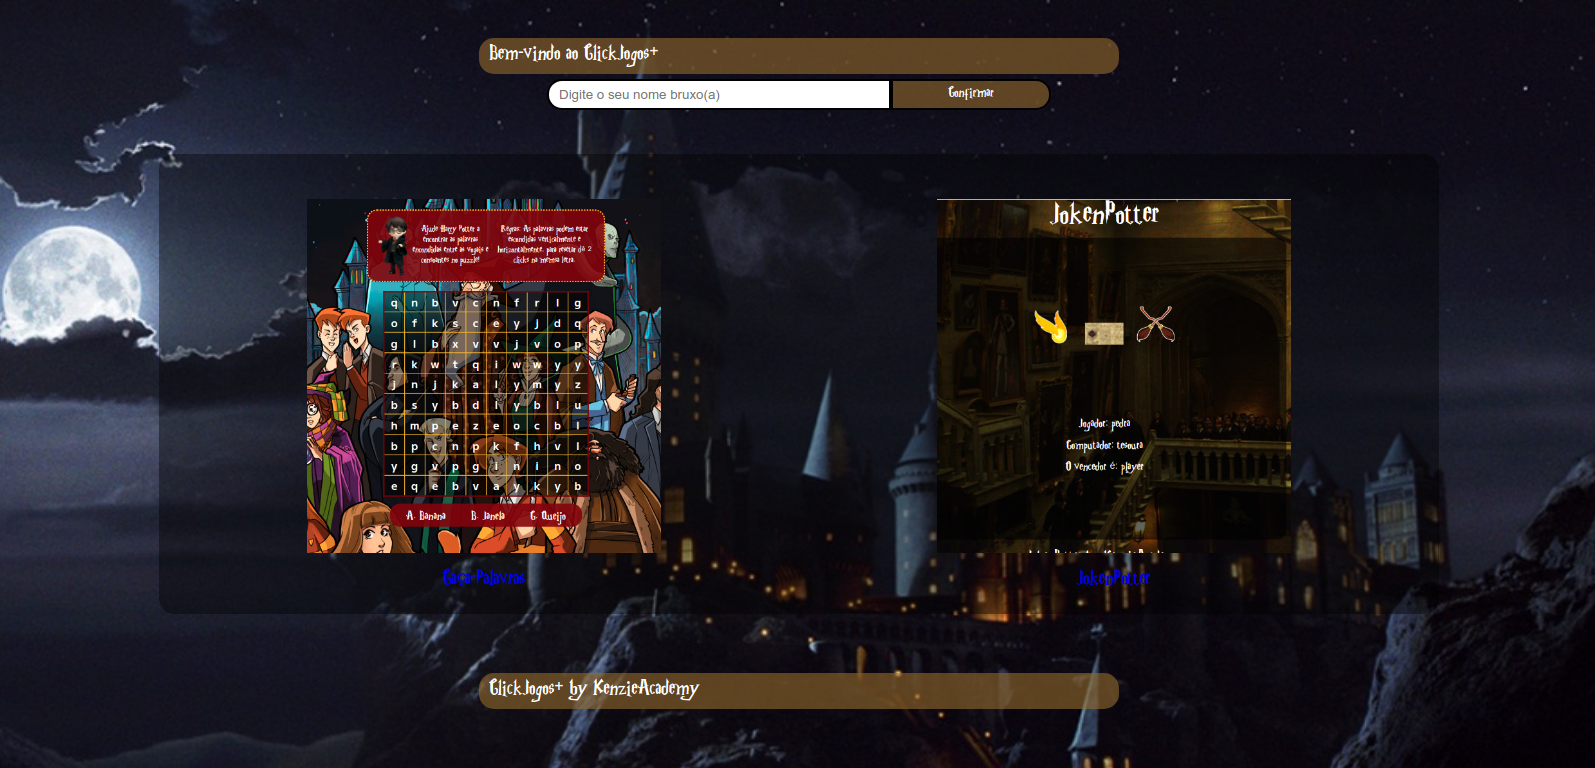 Bem-vindo ao ClickJogos+
Digite o seu nome bruxo(a)
Confirmar
Ajude Harry Potter a
encontrar as palavras
escondidas entre as vogais e
consoantes no puzzle!
Regras: As palavras podem estar
escondidas verticalmente e
horizontalmente, para resetar dê 2
clicks na mesma letra.
q n b v c n f r l g
o f k s c e y j d q
g l b x v v j v o p
r k w t q i w w y y
j n j k a l y m y z
b s y b d l y b l u
h m p e z e o c b l
b p c n p k f h v l
y g v p g i n i n o
e q e b v a y k y b
A. Banana B. Janela C. Queijo
Caça-Palavras
JokenPotter
Jogador: pedra
Computador: tesoura
O vencedor é: player
JokenPotter
ClickJogos+ by KenzieAcademy